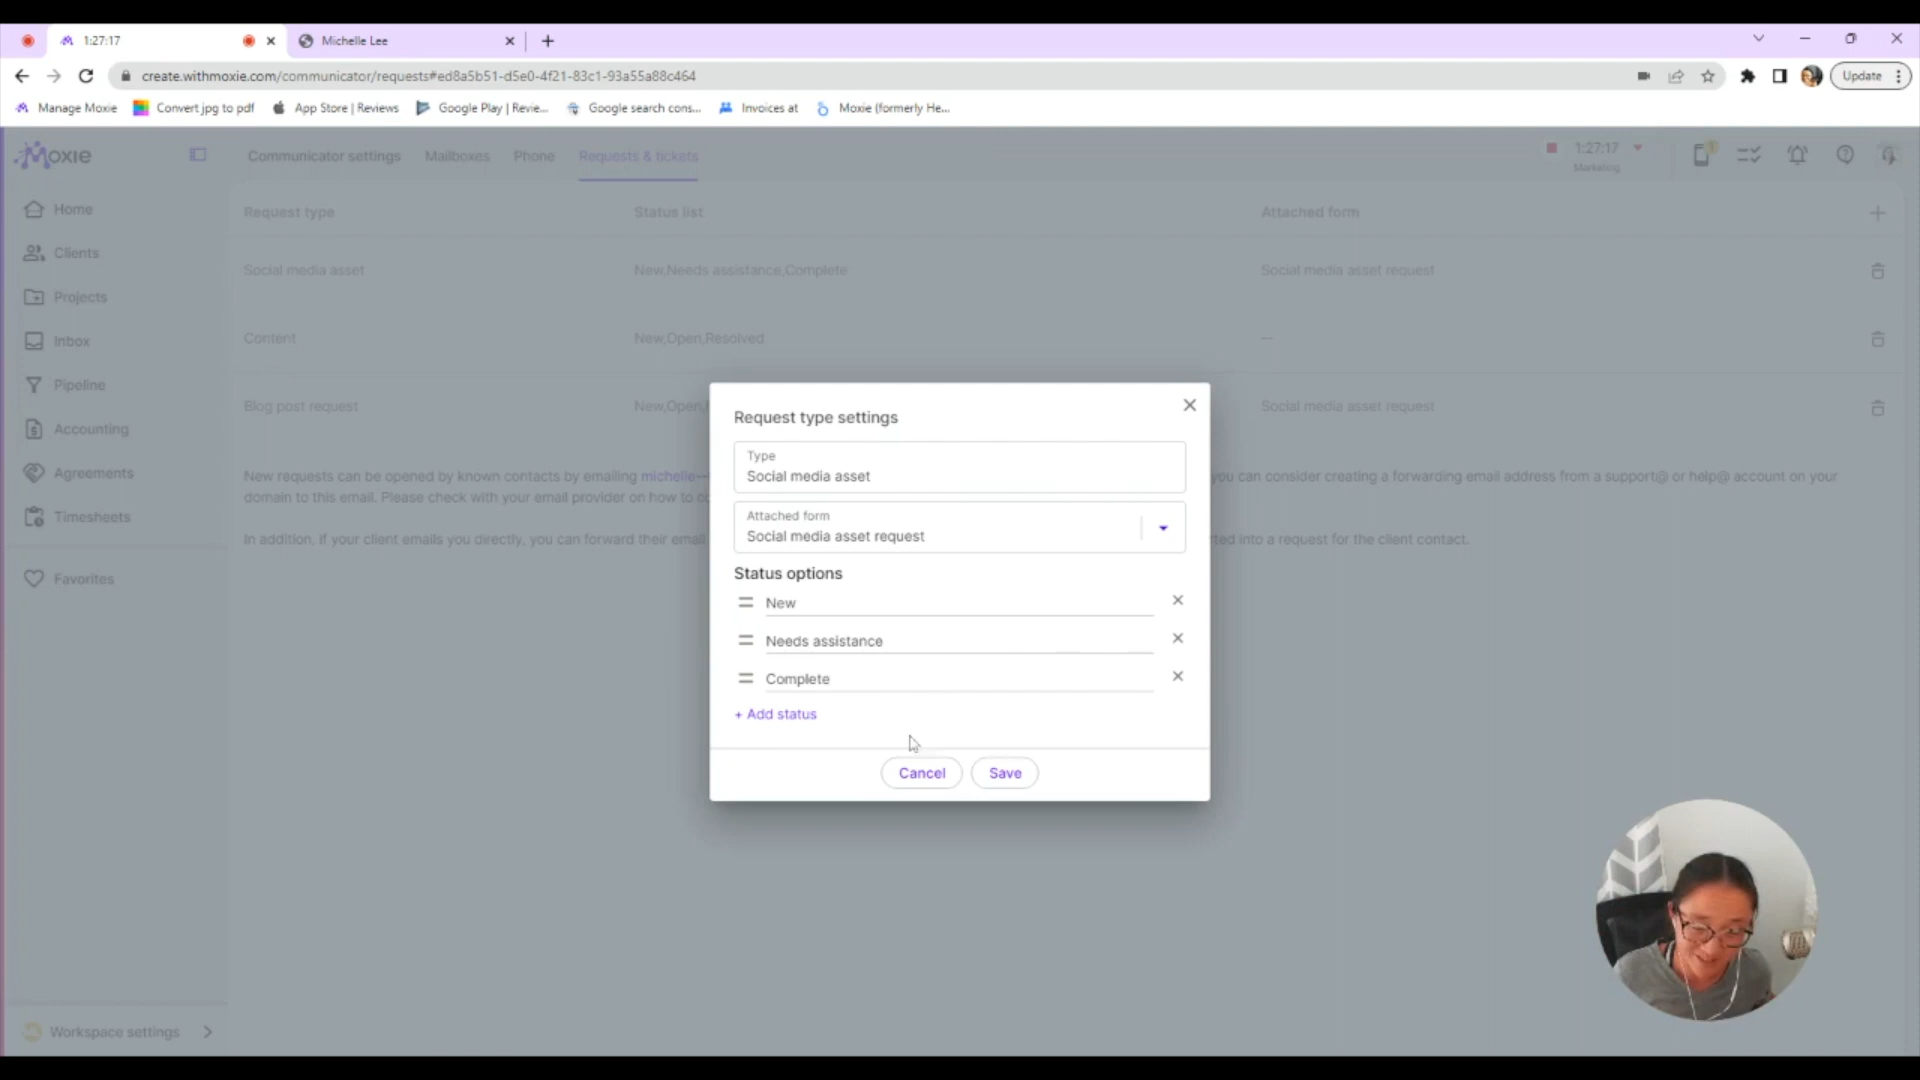 1:27:17
Michelle Lee
create.withmoxie.com/communicator/requests#ed8a5b51-d5e0-4f21-83c1-93a55a88c464
Update
Manage Moxie
Convert jpg to pdf
App Store | Reviews
Google Play | Revie...
Google search cons...
Invoices at
Moxie (formerly He...
Moxie
Communicator settings
Mailboxes
Phone
Requests & tickets
1:27:17
Marketing
Home
Clients
Projects
Inbox
Pipeline
Accounting
Agreements
Timesheets
Favorites
Workspace settings
Request type
Status list
Attached form
Social media asset
New,Needs assistance,Complete
Social media asset request
Content
New,Open,Resolved
--
Blog post request
New,Open,
Social media asset request
New requests can be opened by known contacts by emailing michelle-- you can consider creating a forwarding email address from a support@ or help@ account on your
domain to this email. Please check with your email provider on how to
In addition, if your client emails you directly, you can forward their email into a request for the client contact.
Request type settings
Type
Social media asset
Attached form
Social media asset request
Status options
New
Needs assistance
Complete
+ Add status
Cancel
Save